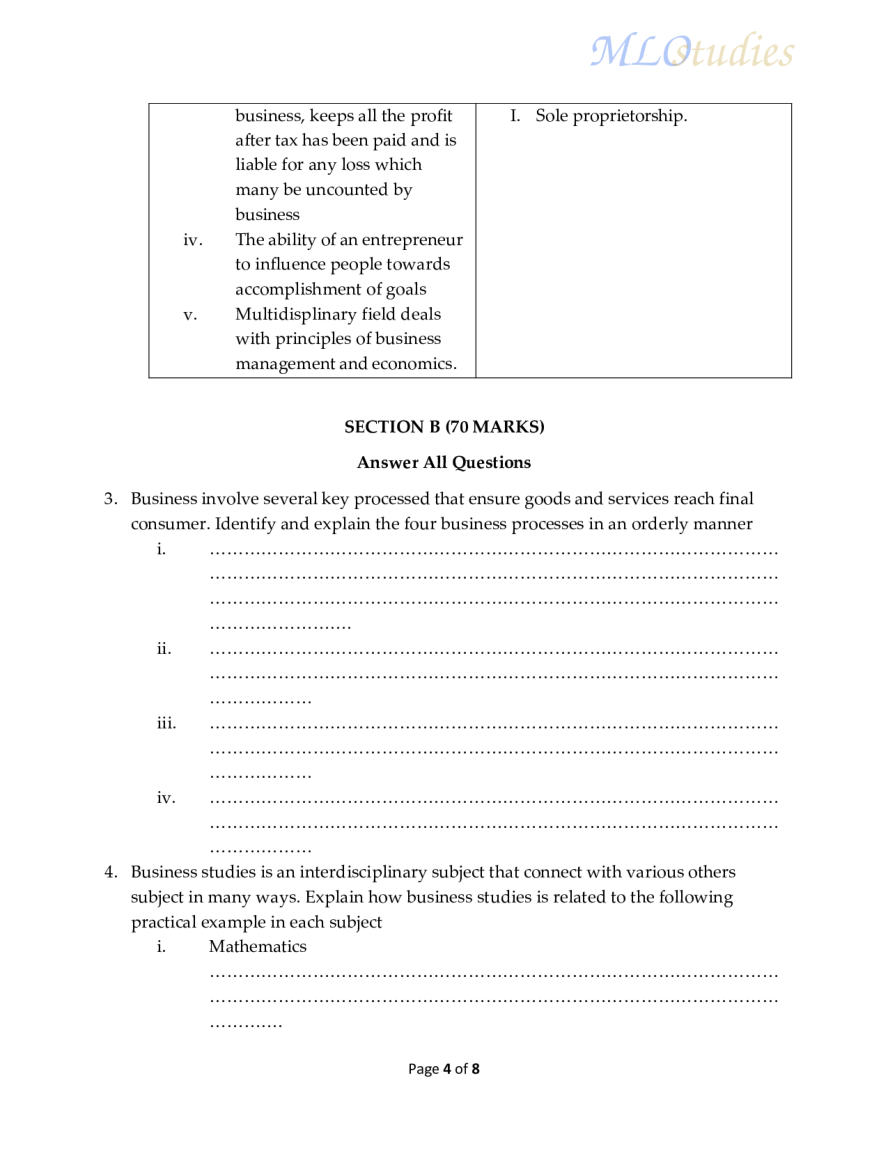 MLOstudies
business, keeps all the profit
after tax has been paid and is
liable for any loss which
many be uncounted by
business
iv. The ability of an entrepreneur
to influence people towards
accomplishment of goals
v. Multidisplinary field deals
with principles of business
management and economics.
I. Sole proprietorship.
SECTION B (70 MARKS)
Answer All Questions
3. Business involve several key processed that ensure goods and services reach final
consumer. Identify and explain the four business processes in an orderly manner
i. ………………………………………………………………………………………
………………………………………………………………………………………
………………………………………………………………………………………
…………………….
ii. ………………………………………………………………………………………
………………………………………………………………………………………
………………
iii. ………………………………………………………………………………………
………………………………………………………………………………………
………………
iv. ………………………………………………………………………………………
………………………………………………………………………………………
………………
4. Business studies is an interdisciplinary subject that connect with various others
subject in many ways. Explain how business studies is related to the following
practical example in each subject
i. Mathematics
………………………………………………………………………………………
………………………………………………………………………………………
………….
Page 4 of 8